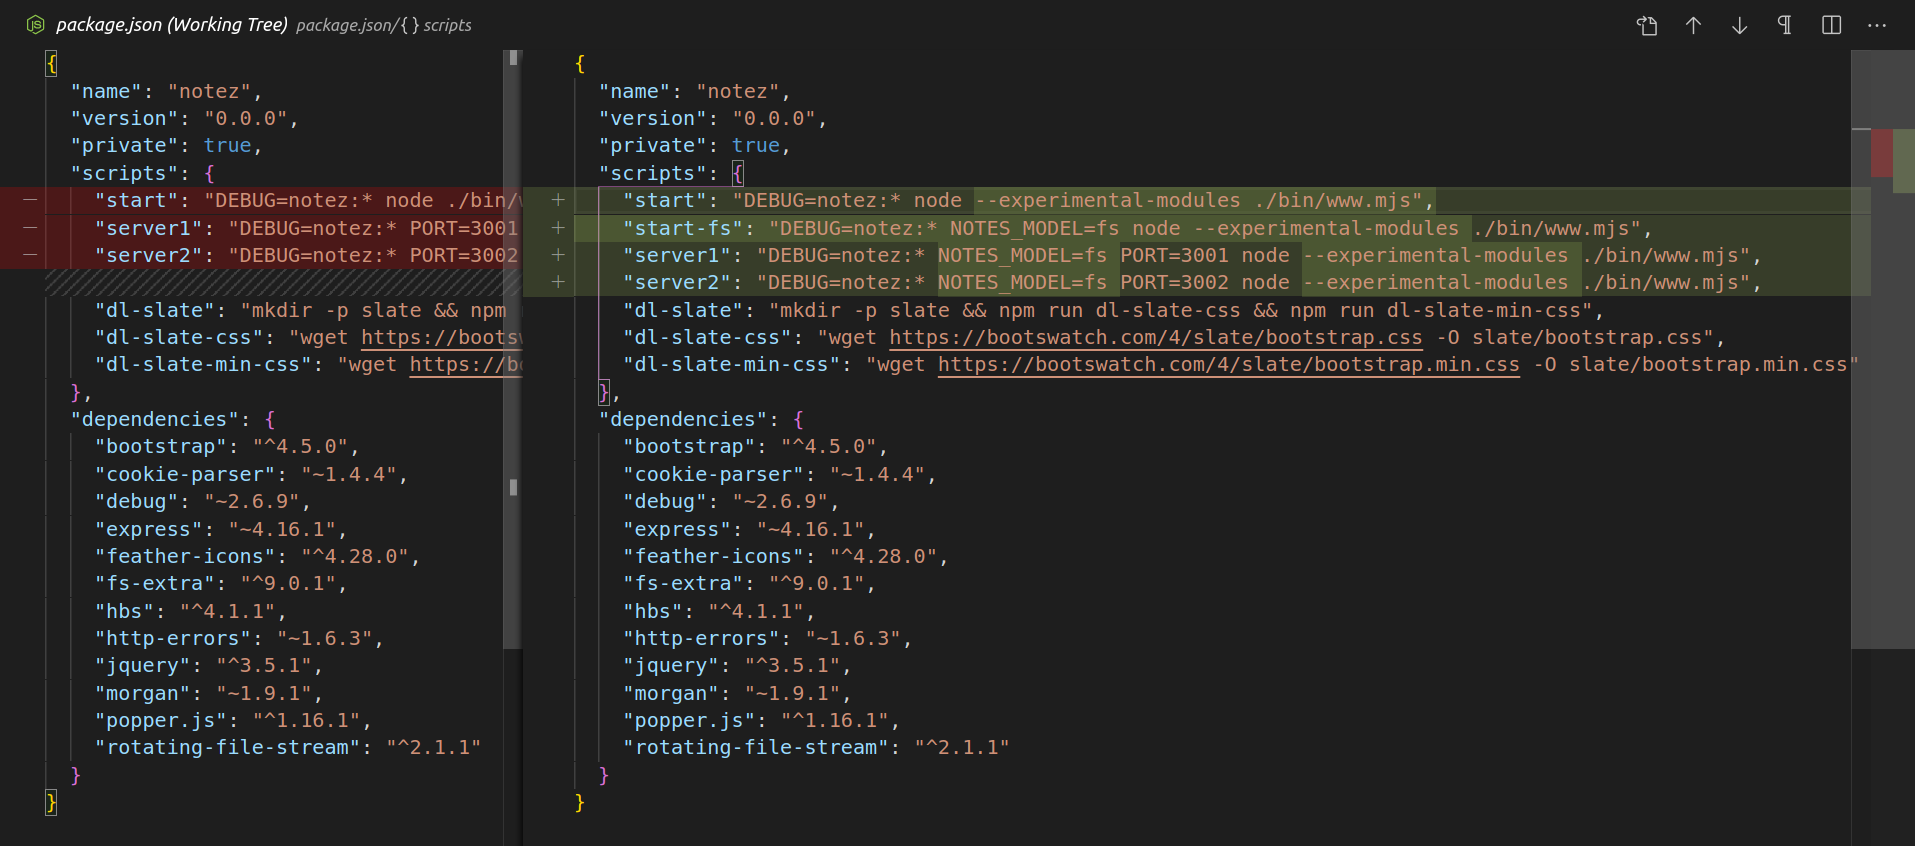 package.json (Working Tree) package.json/{ } scripts
{
"name": "notez",
"version": "0.0.0",
"private": true,
"scripts": {
"start": "DEBUG=notez:* node ./bin/
"server1": "DEBUG=notez:* PORT=3001
"server2": "DEBUG=notez:* PORT=3002
"dl-slate": "mkdir -p slate && npm
"dl-slate-css": "wget https://boots
"dl-slate-min-css": "wget https://b
},
"dependencies": {
"bootstrap": "^4.5.0",
"cookie-parser": "~1.4.4",
"debug": "~2.6.9",
"express": "~4.16.1",
"feather-icons": "^4.28.0",
"fs-extra": "^9.0.1",
"hbs": "^4.1.1",
"http-errors": "~1.6.3",
"jquery": "^3.5.1",
"morgan": "~1.9.1",
"popper.js": "^1.16.1",
"rotating-file-stream": "^2.1.1"
}
}
{
"name": "notez",
"version": "0.0.0",
"private": true,
"scripts": {
"start": "DEBUG=notez:* node --experimental-modules ./bin/www.mjs",
"start-fs": "DEBUG=notez:* NOTES_MODEL=fs node --experimental-modules ./bin/www.mjs",
"server1": "DEBUG=notez:* NOTES_MODEL=fs PORT=3001 node --experimental-modules ./bin/www.mjs",
"server2": "DEBUG=notez:* NOTES_MODEL=fs PORT=3002 node --experimental-modules ./bin/www.mjs",
"dl-slate": "mkdir -p slate && npm run dl-slate-css && npm run dl-slate-min-css",
"dl-slate-css": "wget https://bootswatch.com/4/slate/bootstrap.css -O slate/bootstrap.css",
"dl-slate-min-css": "wget https://bootswatch.com/4/slate/bootstrap.min.css -O slate/bootstrap.min.css"
},
"dependencies": {
"bootstrap": "^4.5.0",
"cookie-parser": "~1.4.4",
"debug": "~2.6.9",
"express": "~4.16.1",
"feather-icons": "^4.28.0",
"fs-extra": "^9.0.1",
"hbs": "^4.1.1",
"http-errors": "~1.6.3",
"jquery": "^3.5.1",
"morgan": "~1.9.1",
"popper.js": "^1.16.1",
"rotating-file-stream": "^2.1.1"
}
}